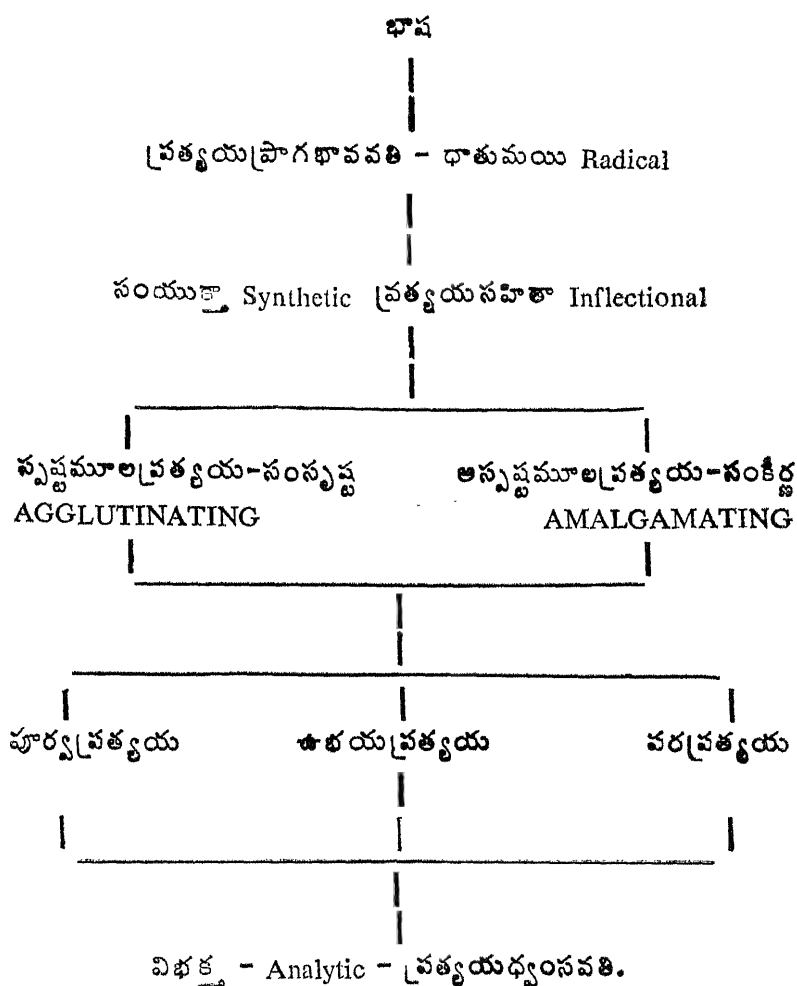 భాష
ప్రత్యయప్రాగభావవతి - ధాతుమయి Radical
సంయుక్తా Synthetic ప్రత్యయసహితా Inflectional
స్పష్టమూలప్రత్యయ-సంసృష్ట అస్పష్టమూలప్రత్యయ-సంకీర్ణ
AGGLUTINATING AMALGAMATING
పూర్వప్రత్యయ ఉభయప్రత్యయ పరప్రత్యయ
విభక్త - Analytic - ప్రత్యయధ్వంసవతి.